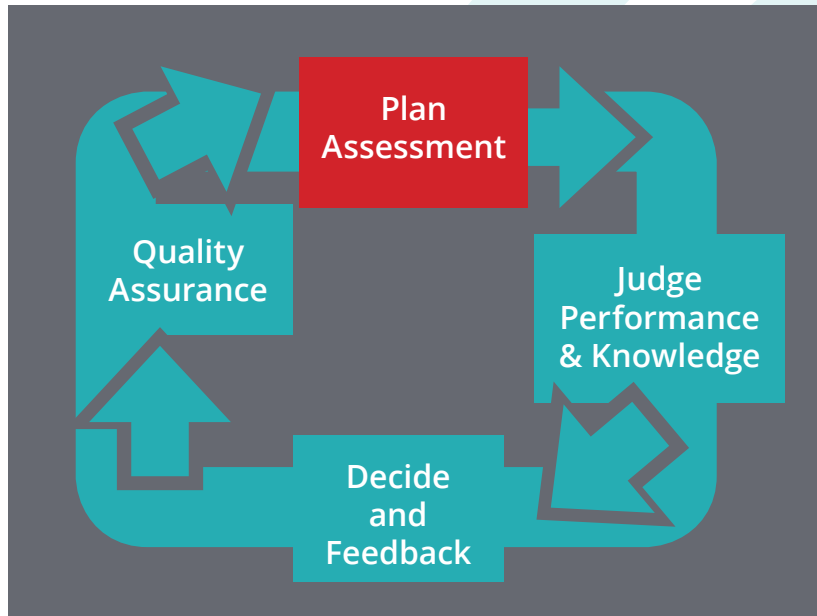 Plan
Assessment
Quality
Assurance
Judge
Performance
& Knowledge
Decide
and
Feedback